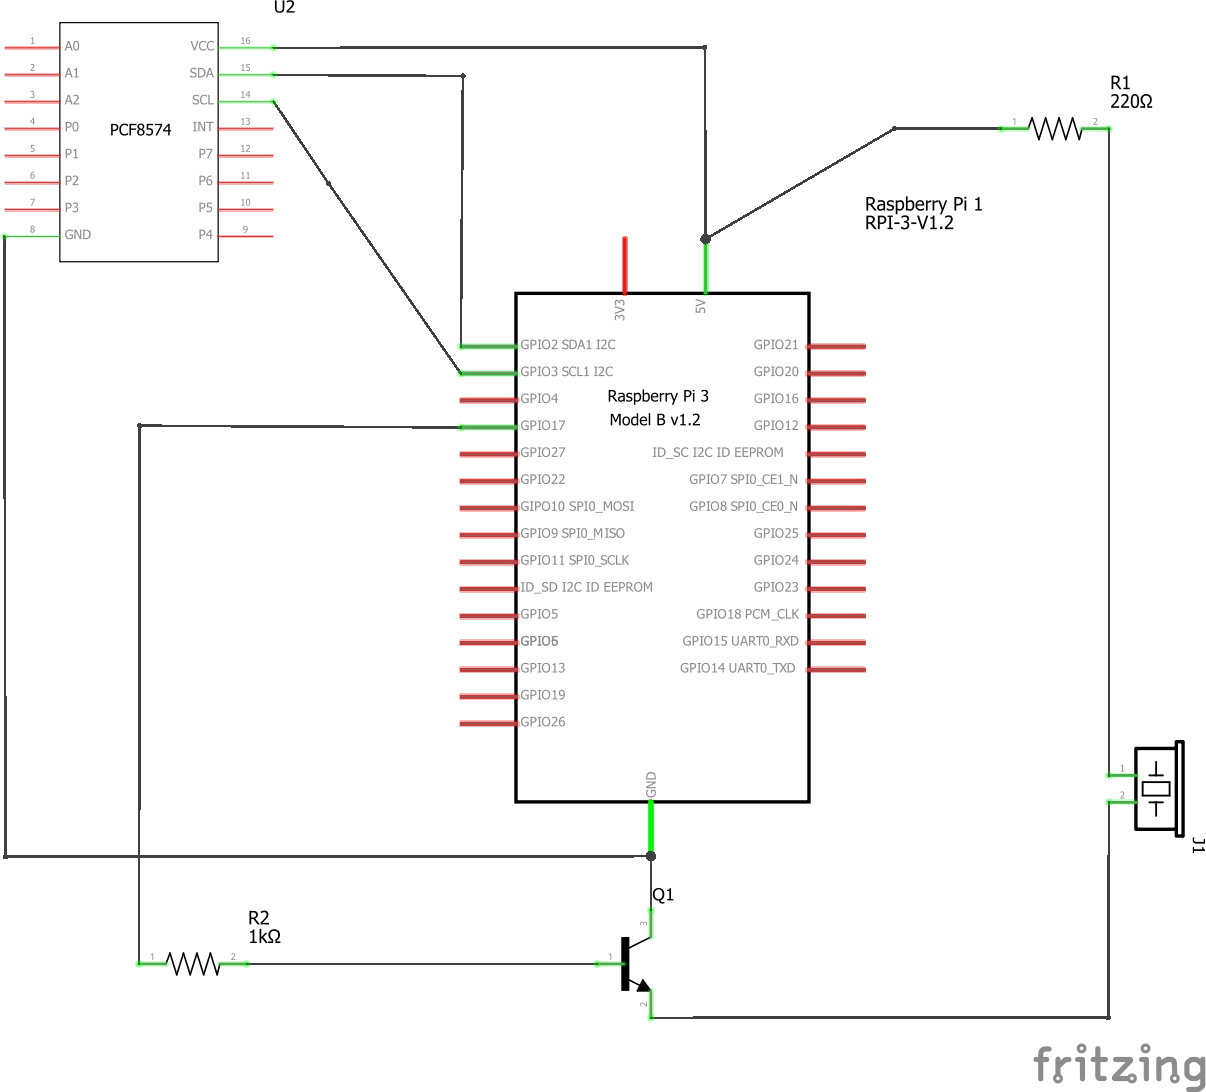 U2
1 A0
2 A1
3 A2
4 P0
5 P1
6 P2
7 P3
8 GND
PCF8574
VCC 16
SDA 15
SCL 14
INT 13
P7 12
P6 11
P5 10
P4 9
R1
220Ω
1 2
Raspberry Pi 1
RPI-3-V1.2
3V3
5V
GPIO2 SDA1 I2C
GPIO3 SCL1 I2C
GPIO4
GPIO17
GPIO27
GPIO22
GIPO10 SPI0_MOSI
GPIO9 SPI0_MISO
GPIO11 SPI0_SCLK
ID_SD I2C ID EEPROM
GPIO5
GPIO6
GPIO13
GPIO19
GPIO26
Raspberry Pi 3
Model B v1.2
GPIO21
GPIO20
GPIO16
GPIO12
ID_SC I2C ID EEPROM
GPIO7 SPI0_CE1_N
GPIO8 SPI0_CE0_N
GPIO25
GPIO24
GPIO23
GPIO18 PCM_CLK
GPIO15 UART0_RXD
GPIO14 UART0_TXD
GND
1
2
J1
Q1
3
1
2
R2
1kΩ
1 2
fritzing